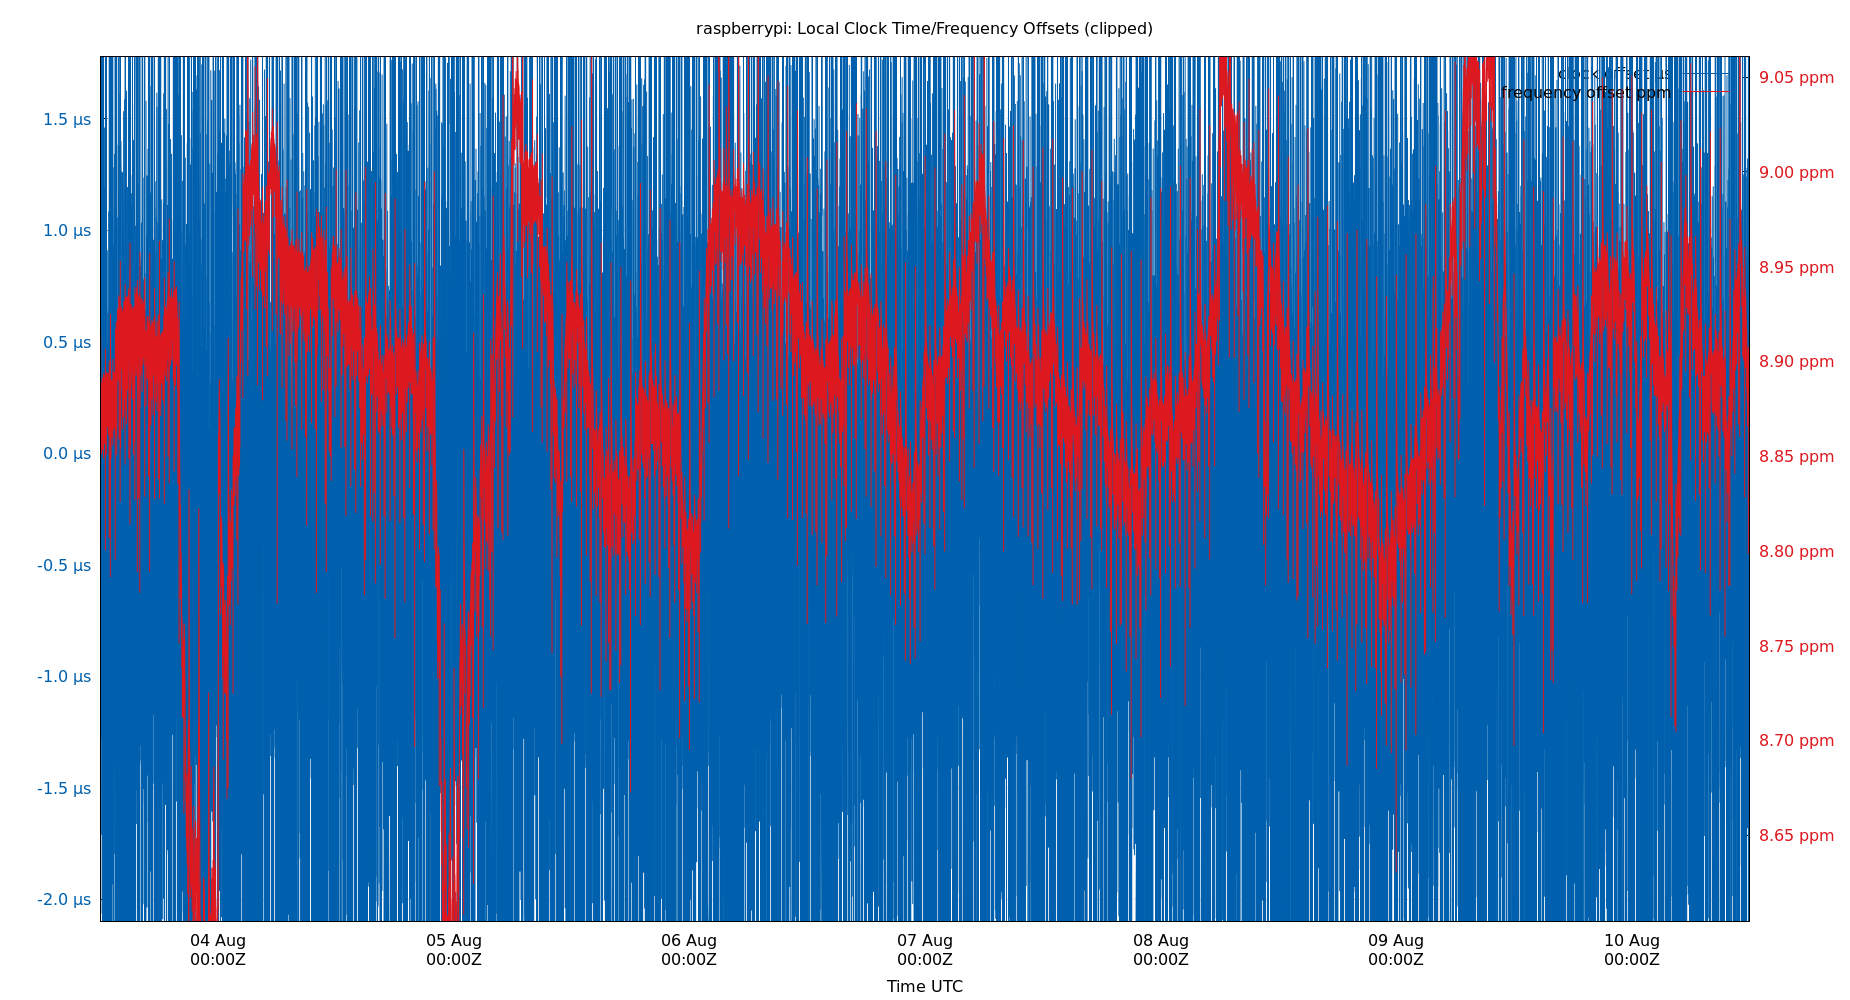 raspberrypi: Local Clock Time/Frequency Offsets (clipped)
clock offset µs
frequency offset ppm
1.5 µs
1.0 µs
0.5 µs
0.0 µs
-0.5 µs
-1.0 µs
-1.5 µs
-2.0 µs
9.05 ppm
9.00 ppm
8.95 ppm
8.90 ppm
8.85 ppm
8.80 ppm
8.75 ppm
8.70 ppm
8.65 ppm
04 Aug 05 Aug 06 Aug 07 Aug 08 Aug 09 Aug 10 Aug
00:00Z 00:00Z 00:00Z 00:00Z 00:00Z 00:00Z 00:00Z
Time UTC